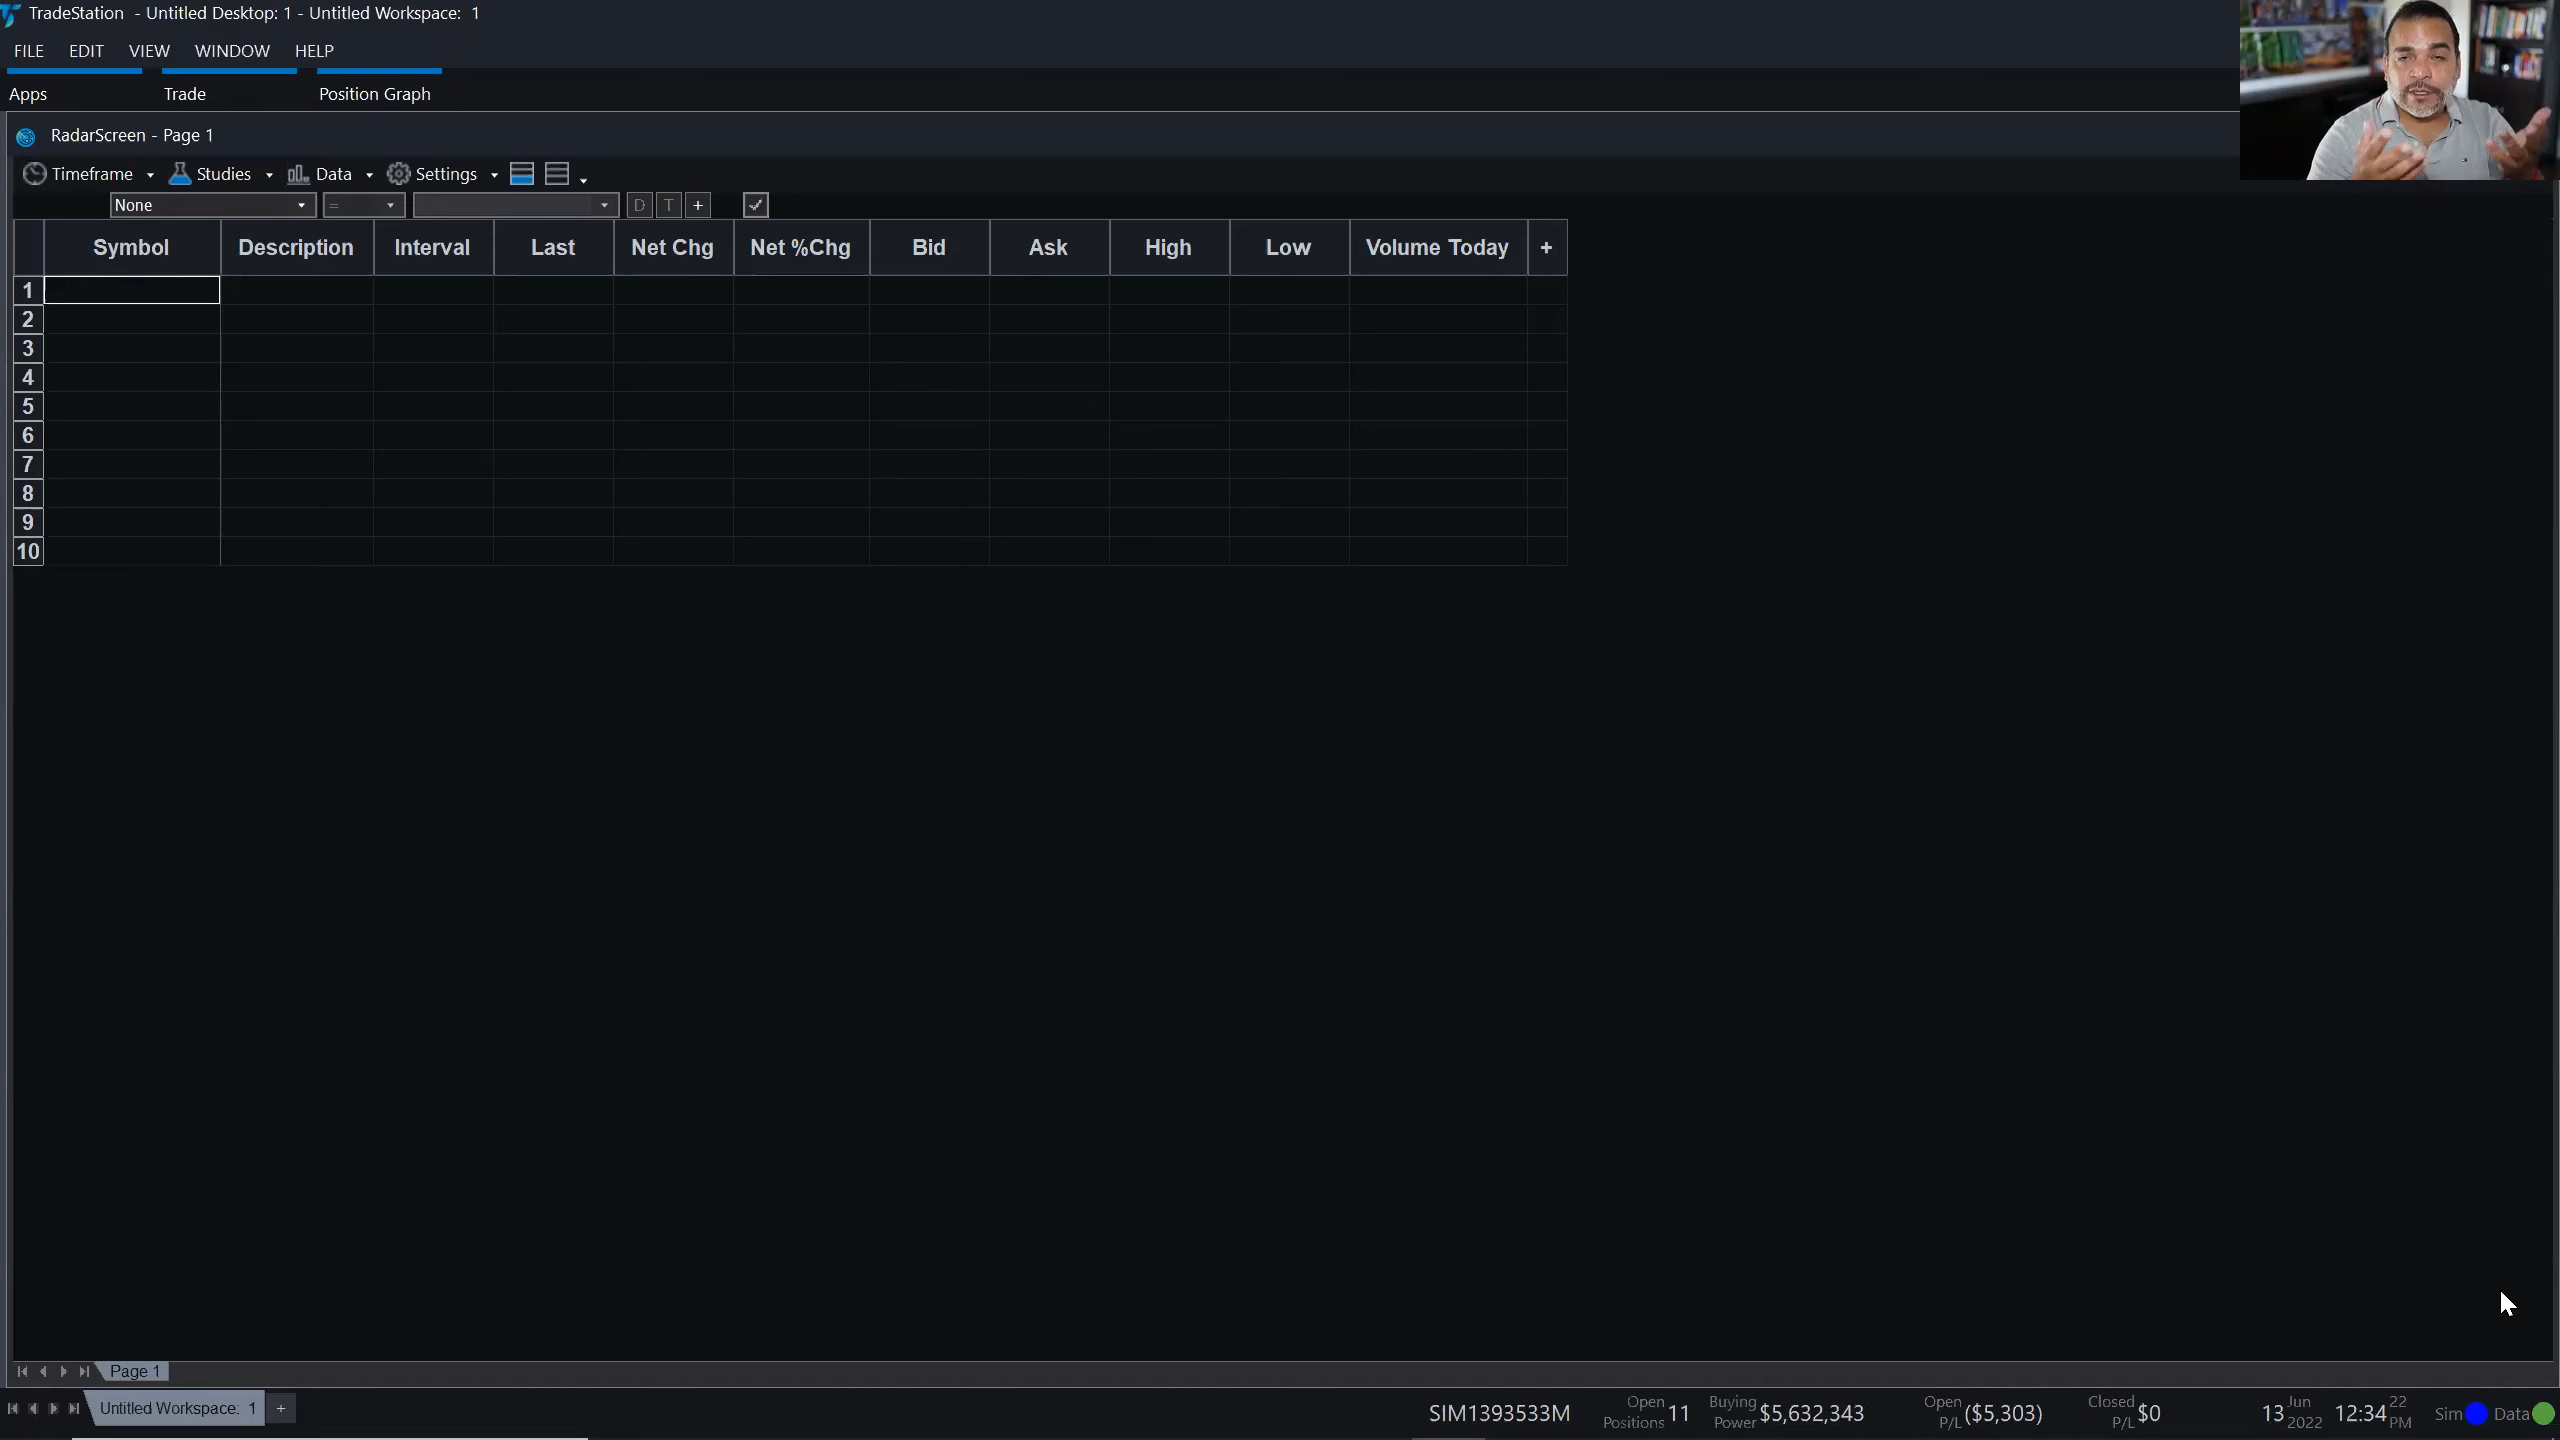 TradeStation - Untitled Desktop: 1 - Untitled Workspace: 1
FILE EDIT VIEW WINDOW HELP
Apps Trade Position Graph
RadarScreen - Page 1
Timeframe Studies Data Settings
None = D T +
Symbol Description Interval Last Net Chg Net %Chg Bid Ask High Low Volume Today +
1
2
3
4
5
6
7
8
9
10
Page 1
Untitled Workspace: 1 +
SIM1393533M Open Positions 11 Buying Power $5,632,343 Open P/L ($5,303) Closed P/L $0 13 Jun 2022 12:34 22 PM Sim Data